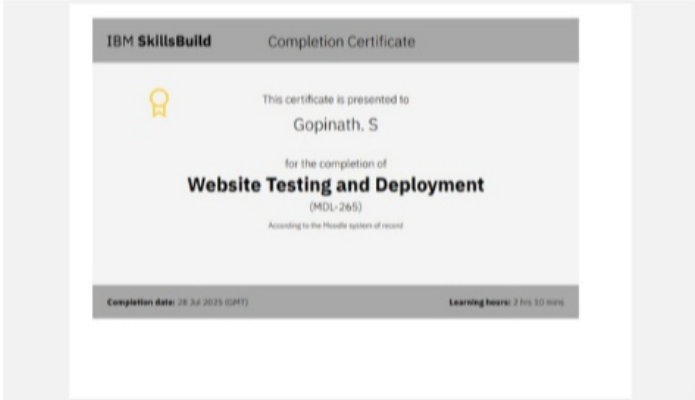 IBM SkillsBuild Completion Certificate
This certificate is presented to
Gopinath. S
for the completion of
Website Testing and Deployment
(MDL-265)
According to the Moodle system of record
Completion date: 28 Jul 2025 (GMT) Learning hours: 2 hrs 10 mins